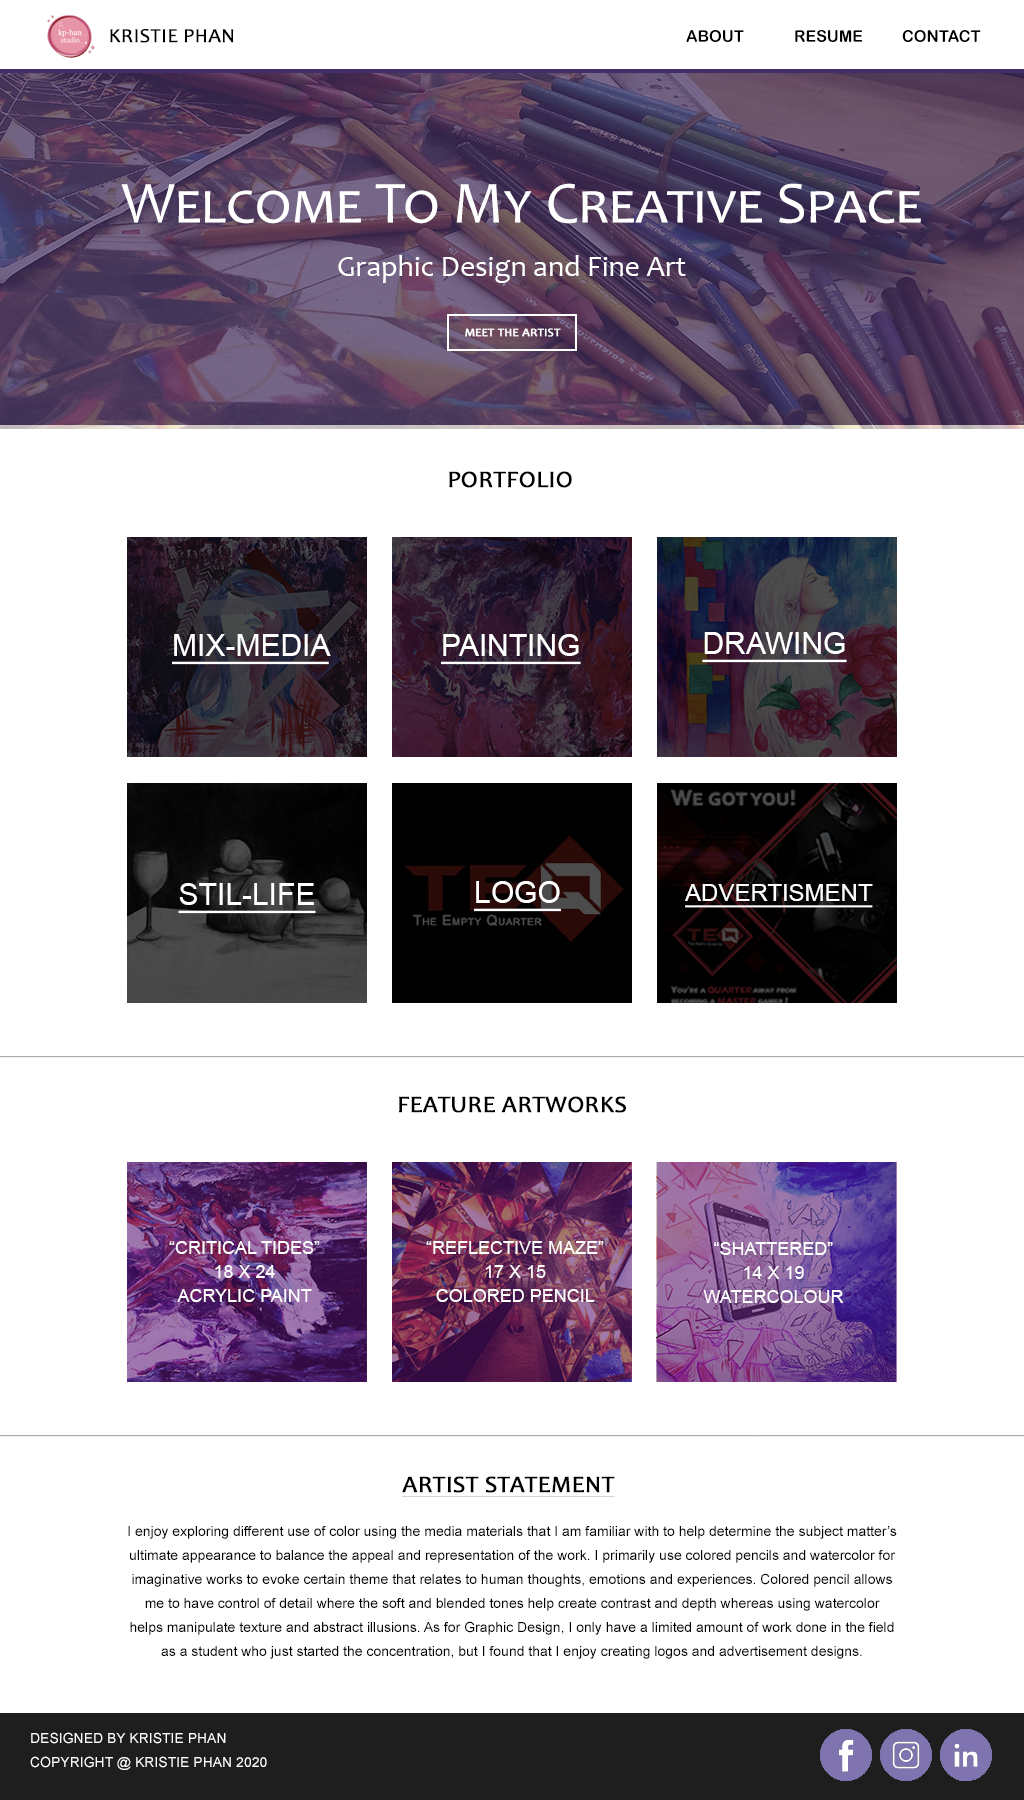 kp-han
studio
KRISTIE PHAN
ABOUT RESUME CONTACT
WELCOME TO MY CREATIVE SPACE
Graphic Design and Fine Art
MEET THE ARTIST
PORTFOLIO
MIX-MEDIA
PAINTING
DRAWING
STIL-LIFE
TEQ
LOGO
THE EMPTY QUARTER
WE GOT YOU!
ADVERTISMENT
TEQ
The Empty Quarter
YOU'RE A QUARTER AWAY FROM
BECOMING A MASTER GAMER!
FEATURE ARTWORKS
“CRITICAL TIDES”
18 X 24
ACRYLIC PAINT
“REFLECTIVE MAZE”
17 X 15
COLORED PENCIL
“SHATTERED”
14 X 19
WATERCOLOUR
ARTIST STATEMENT
I enjoy exploring different use of color using the media materials that I am familiar with to help determine the subject matter’s
ultimate appearance to balance the appeal and representation of the work. I primarily use colored pencils and watercolor for
imaginative works to evoke certain theme that relates to human thoughts, emotions and experiences. Colored pencil allows
me to have control of detail where the soft and blended tones help create contrast and depth whereas using watercolor
helps manipulate texture and abstract illusions. As for Graphic Design, I only have a limited amount of work done in the field
as a student who just started the concentration, but I found that I enjoy creating logos and advertisement designs.
DESIGNED BY KRISTIE PHAN
COPYRIGHT @ KRISTIE PHAN 2020
f
in